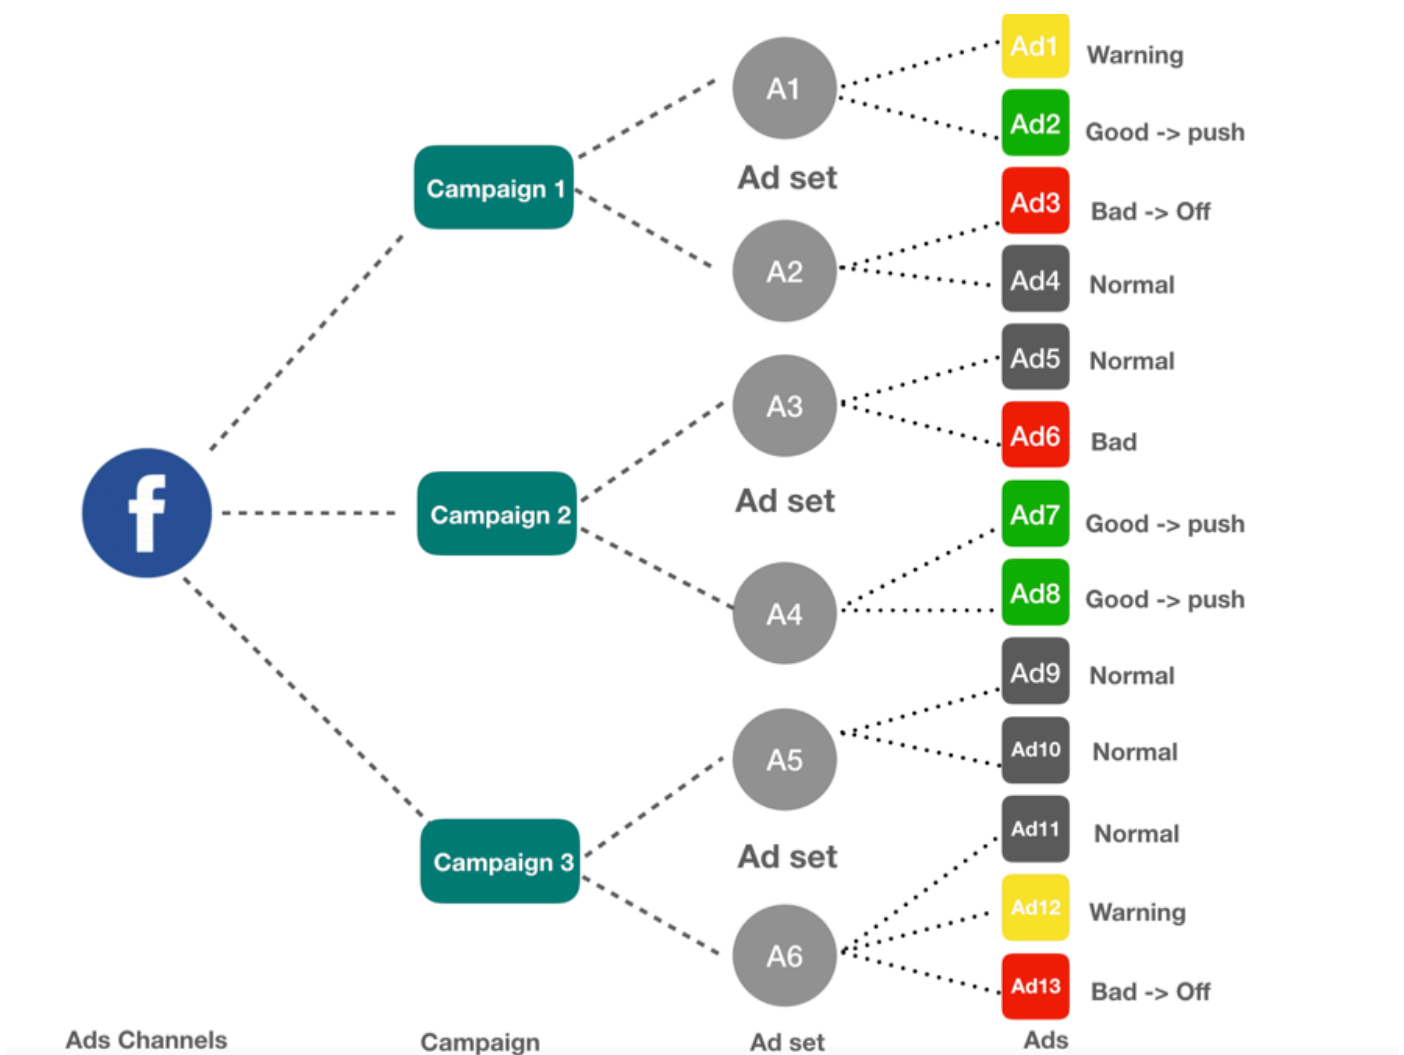 Ad1 Warning
A1
Ad2 Good -> push
Ad set
Campaign 1
Ad3 Bad -> Off
A2
Ad4 Normal
Ad5 Normal
A3
Ad6 Bad
Ad set
f
Campaign 2
Ad7 Good -> push
Ad8 Good -> push
A4
Ad9 Normal
Ad10 Normal
A5
Ad11 Normal
Ad set
Campaign 3
Ad12 Warning
A6
Ad13 Bad -> Off
Ads Channels Campaign Ad set Ads